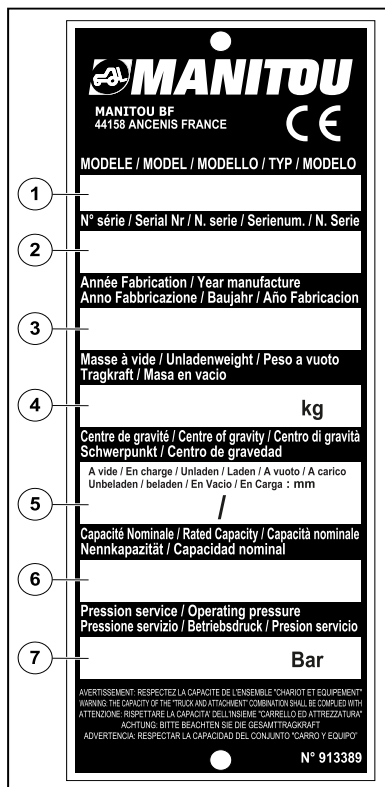 MANITOU
MANITOU BF
44158 ANCENIS FRANCE
CE
MODELE / MODEL / MODELLO / TYP / MODELO
1
N° série / Serial Nr / N. serie / Serienum. / N. Serie
2
Année Fabrication / Year manufacture
Anno Fabbricazione / Baujahr / Año Fabricacion
3
Masse à vide / Unladenweight / Peso a vuoto
Tragkraft / Masa en vacio
4
kg
Centre de gravité / Centre of gravity / Centro di gravità
Schwerpunkt / Centro de gravedad
A vide / En charge / Unladen / Laden / A vuoto / A carico
Unbeladen / beladen / En Vacio / En Carga : mm
5
/
Capacité Nominale / Rated Capacity / Capacità nominale
Nennkapazität / Capacidad nominal
6
Pression service / Operating pressure
Pressione servizio / Betriebsdruck / Presion servicio
7
Bar
AVERTISSEMENT: RESPECTEZ LA CAPACITE DE L'ENSEMBLE "CHARIOT ET EQUIPEMENT"
WARNING: THE CAPACITY OF THE "TRUCK AND ATTACHMENT" COMBINATION SHALL BE COMPLIED WITH
ATTENZIONE: RISPETTARE LA CAPACITA' DELL'INSIEME "CARRELLO ED ATTREZZATURA"
ACHTUNG: BITTE BEACHTEN SIE DIE GESAMTTRAGKRAFT
ADVERTENCIA: RESPECTAR LA CAPACIDAD DEL CONJUNTO "CARRO Y EQUIPO"
N° 913389